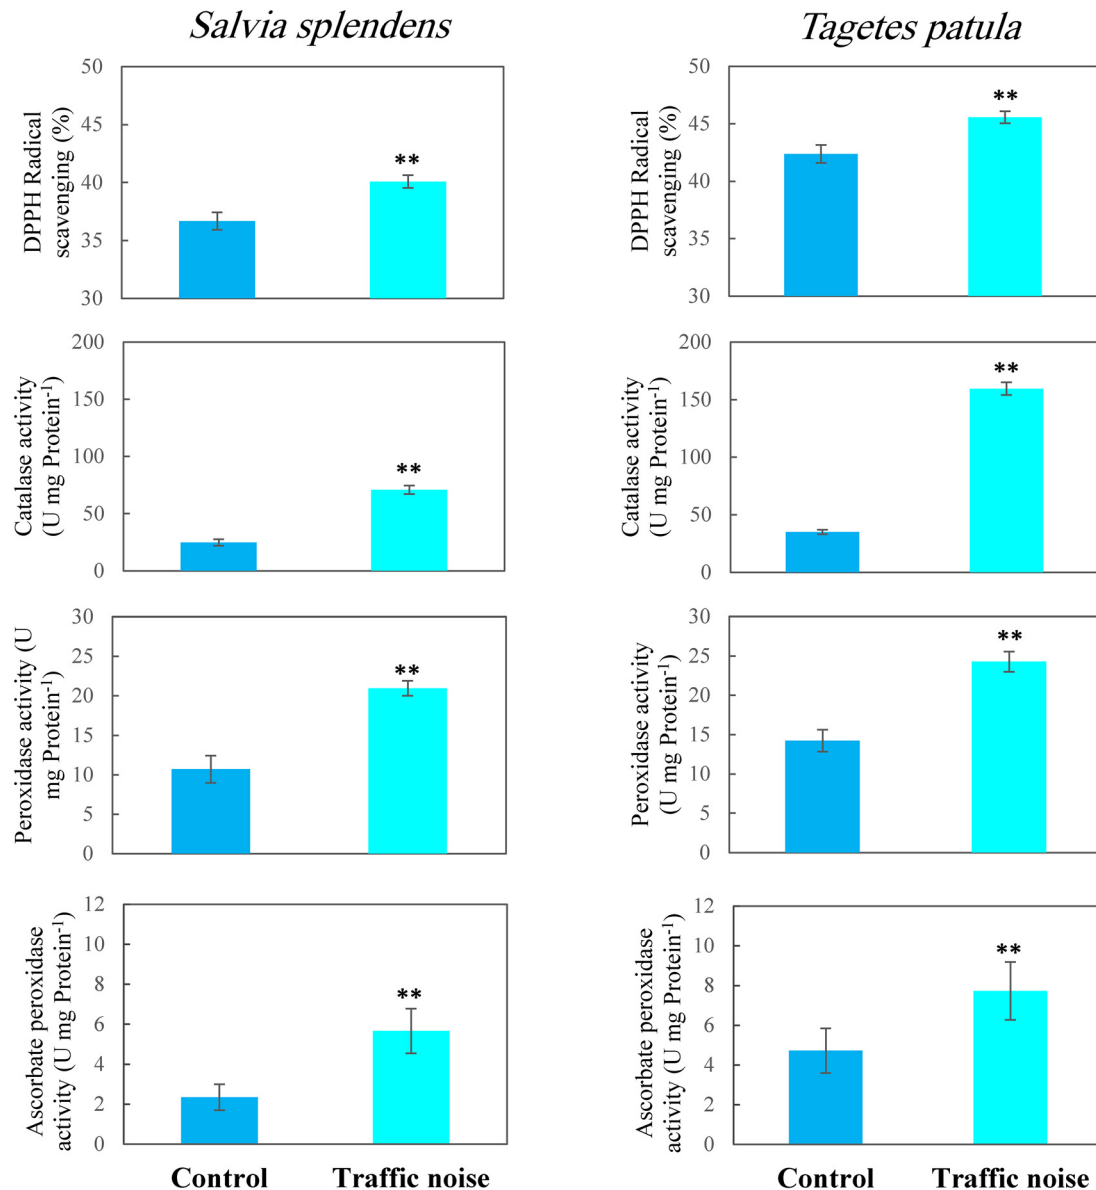 Salvia splendens
Tagetes patula
DPPH Radical
scavenging (%)
50
45
40
35
30
**
DPPH Radical
scavenging (%)
50
45
40
35
30
**
Catalase activity
(U mg Protein⁻¹)
200
150
100
50
0
**
Catalase activity
(U mg Protein⁻¹)
200
150
100
50
0
**
Peroxidase activity (U
mg Protein⁻¹)
30
25
20
15
10
5
0
**
Peroxidase activity
(U mg Protein⁻¹)
30
25
20
15
10
5
0
**
Ascorbate peroxidase
activity (U mg Protein⁻¹)
12
10
8
6
4
2
0
**
Ascorbate peroxidase
activity (U mg Protein⁻¹)
12
10
8
6
4
2
0
**
Control Traffic noise
Control Traffic noise